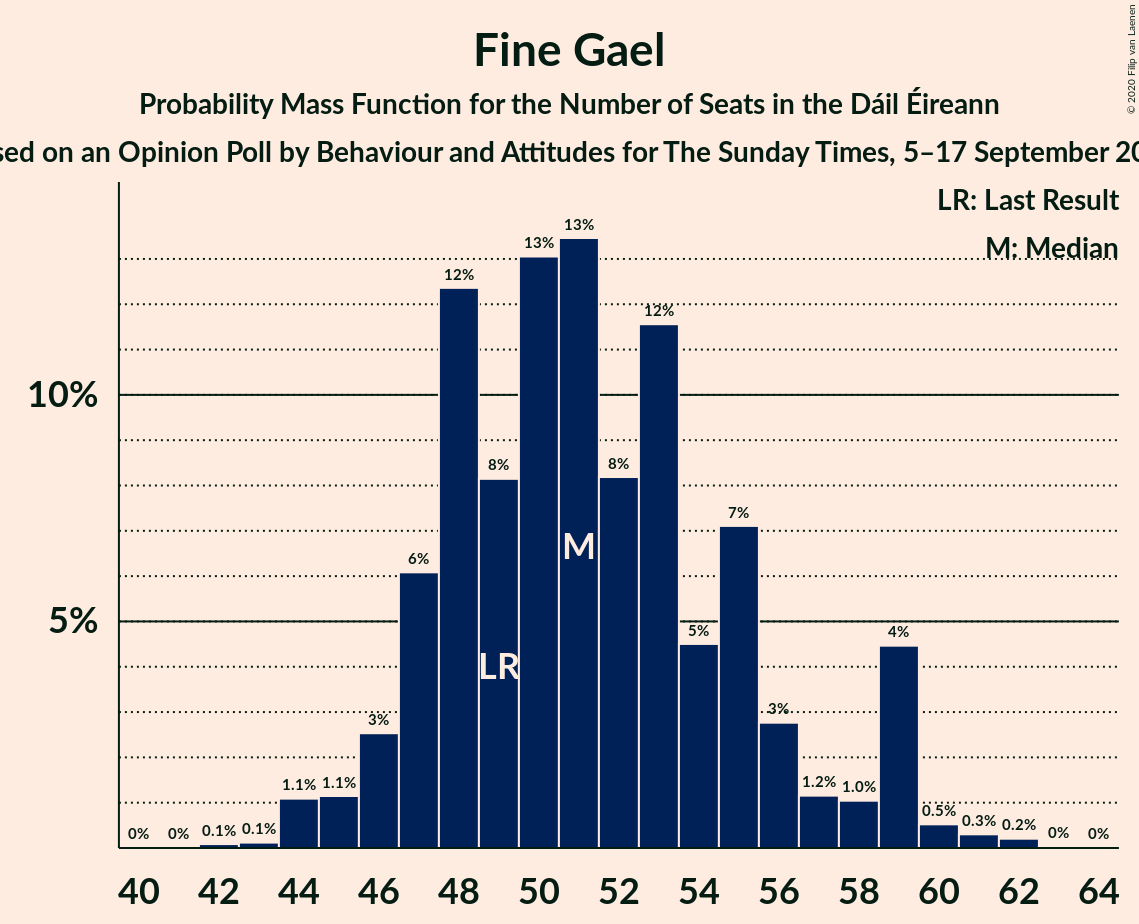 Fine Gael
Probability Mass Function for the Number of Seats in the Dáil Éireann
sed on an Opinion Poll by Behaviour and Attitudes for The Sunday Times, 5–17 September 20
© 2020 Filip van Laenen
LR: Last Result
M: Median
10%
5%
0% 0% 0.1% 0.1% 1.1% 1.1% 3% 6% 12% 8% 13% 13% 8% 12% 5% 7% 3% 1.2% 1.0% 4% 0.5% 0.3% 0.2% 0% 0%
M
LR
40 42 44 46 48 50 52 54 56 58 60 62 64